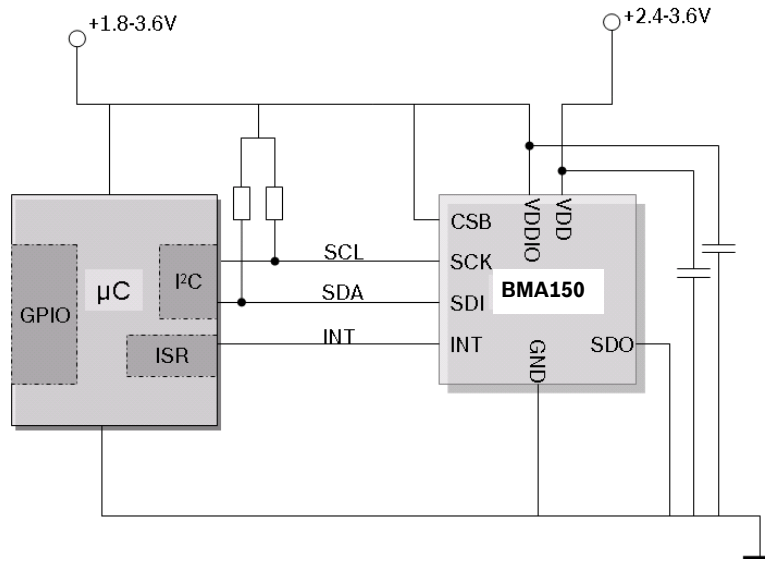 +1.8-3.6V
+2.4-3.6V
CSB
VDDIO
VDD
SCL
SCK
I²C
µC
GPIO
SDA
SDI
BMA150
INT
INT
ISR
GND
SDO